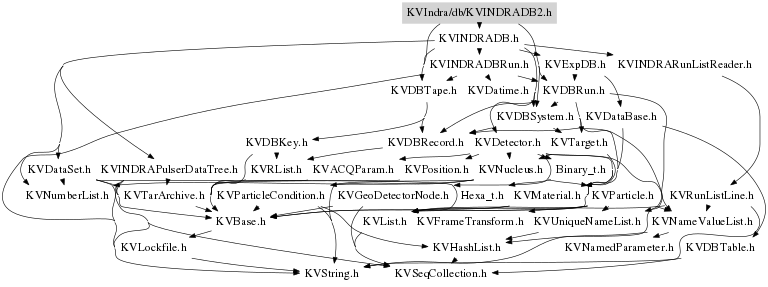 KVIndra/db/KVINDRADB2.h
KVINDRADB.h
KVINDRADBRun.h KVExpDB.h KVINDRARunListReader.h
KVDBTape.h KVDatime.h KVDBRun.h
KVDBSystem.h KVDataBase.h
KVDBKey.h KVDBRecord.h KVDetector.h KVTarget.h
KVDataSet.h KVINDRAPulserDataTree.h KVRList.h KVACQParam.h KVPosition.h KVNucleus.h Binary_t.h
KVNumberList.h KVTarArchive.h KVParticleCondition.h KVGeoDetectorNode.h Hexa_t.h KVMaterial.h KVParticle.h KVRunListLine.h
KVBase.h KVList.h KVFrameTransform.h KVUniqueNameList.h KVNameValueList.h
KVLockfile.h KVHashList.h KVNamedParameter.h KVDBTable.h
KVString.h KVSeqCollection.h